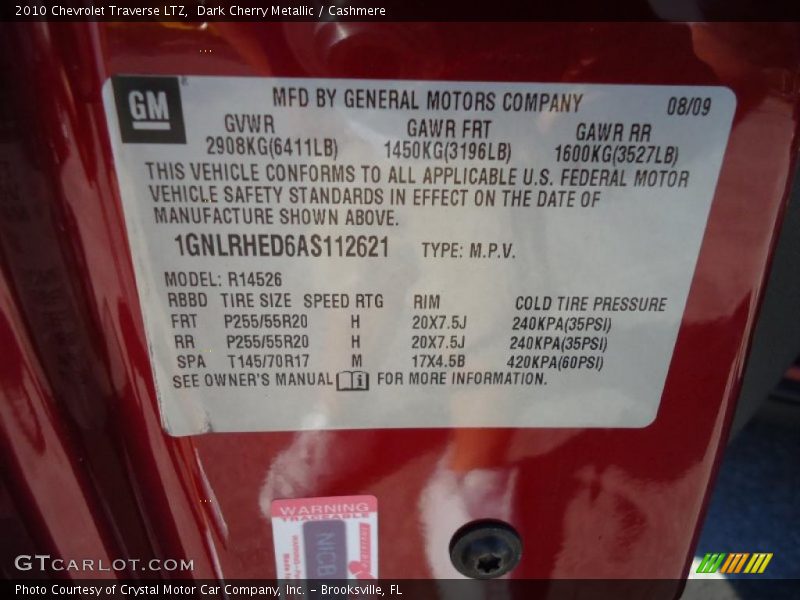 2010 Chevrolet Traverse LTZ, Dark Cherry Metallic / Cashmere
GM
MFD BY GENERAL MOTORS COMPANY 08/09
GVWR GAWR FRT GAWR RR
2908KG(6411LB) 1450KG(3196LB) 1600KG(3527LB)
THIS VEHICLE CONFORMS TO ALL APPLICABLE U.S. FEDERAL MOTOR
VEHICLE SAFETY STANDARDS IN EFFECT ON THE DATE OF
MANUFACTURE SHOWN ABOVE.
1GNLRHED6AS112621 TYPE: M.P.V.
MODEL: R14526
RBBD TIRE SIZE SPEED RTG RIM COLD TIRE PRESSURE
FRT P255/55R20 H 20X7.5J 240KPA(35PSI)
RR P255/55R20 H 20X7.5J 240KPA(35PSI)
SPA T145/70R17 M 17X4.5B 420KPA(60PSI)
SEE OWNER'S MANUAL FOR MORE INFORMATION.
WARNING
TRACEABLE
NICB
GTCARLOT.COM
Photo Courtesy of Crystal Motor Car Company, Inc. – Brooksville, FL